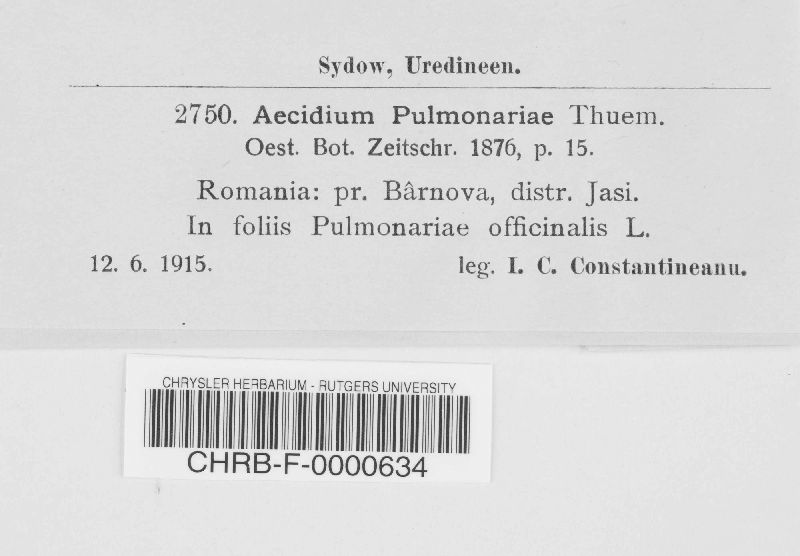 Sydow, Uredineen.
2750. Aecidium Pulmonariae Thuem.
Oest. Bot. Zeitschr. 1876, p. 15.
Romania: pr. Bârnova, distr. Jasi.
In foliis Pulmonariae officinalis L.
12. 6. 1915. leg. I. C. Constantineanu.
CHRYSLER HERBARIUM - RUTGERS UNIVERSITY
CHRB-F-0000634